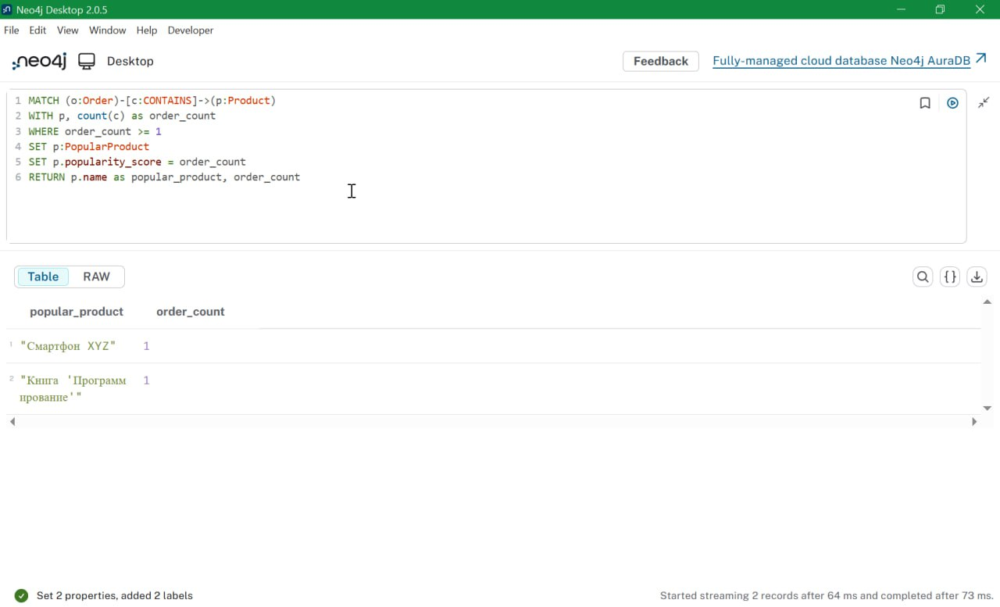 Neo4j Desktop 2.0.5
File Edit View Window Help Developer
neo4j Desktop Feedback Fully-managed cloud database Neo4j AuraDB
1 MATCH (o:Order)-[c:CONTAINS]->(p:Product)
2 WITH p, count(c) as order_count
3 WHERE order_count >= 1
4 SET p:PopularProduct
5 SET p.popularity_score = order_count
6 RETURN p.name as popular_product, order_count
Table RAW
popular_product order_count
1 "Смартфон XYZ" 1
2 "Книга 'Программ 1
ирование'"
Set 2 properties, added 2 labels Started streaming 2 records after 64 ms and completed after 73 ms.